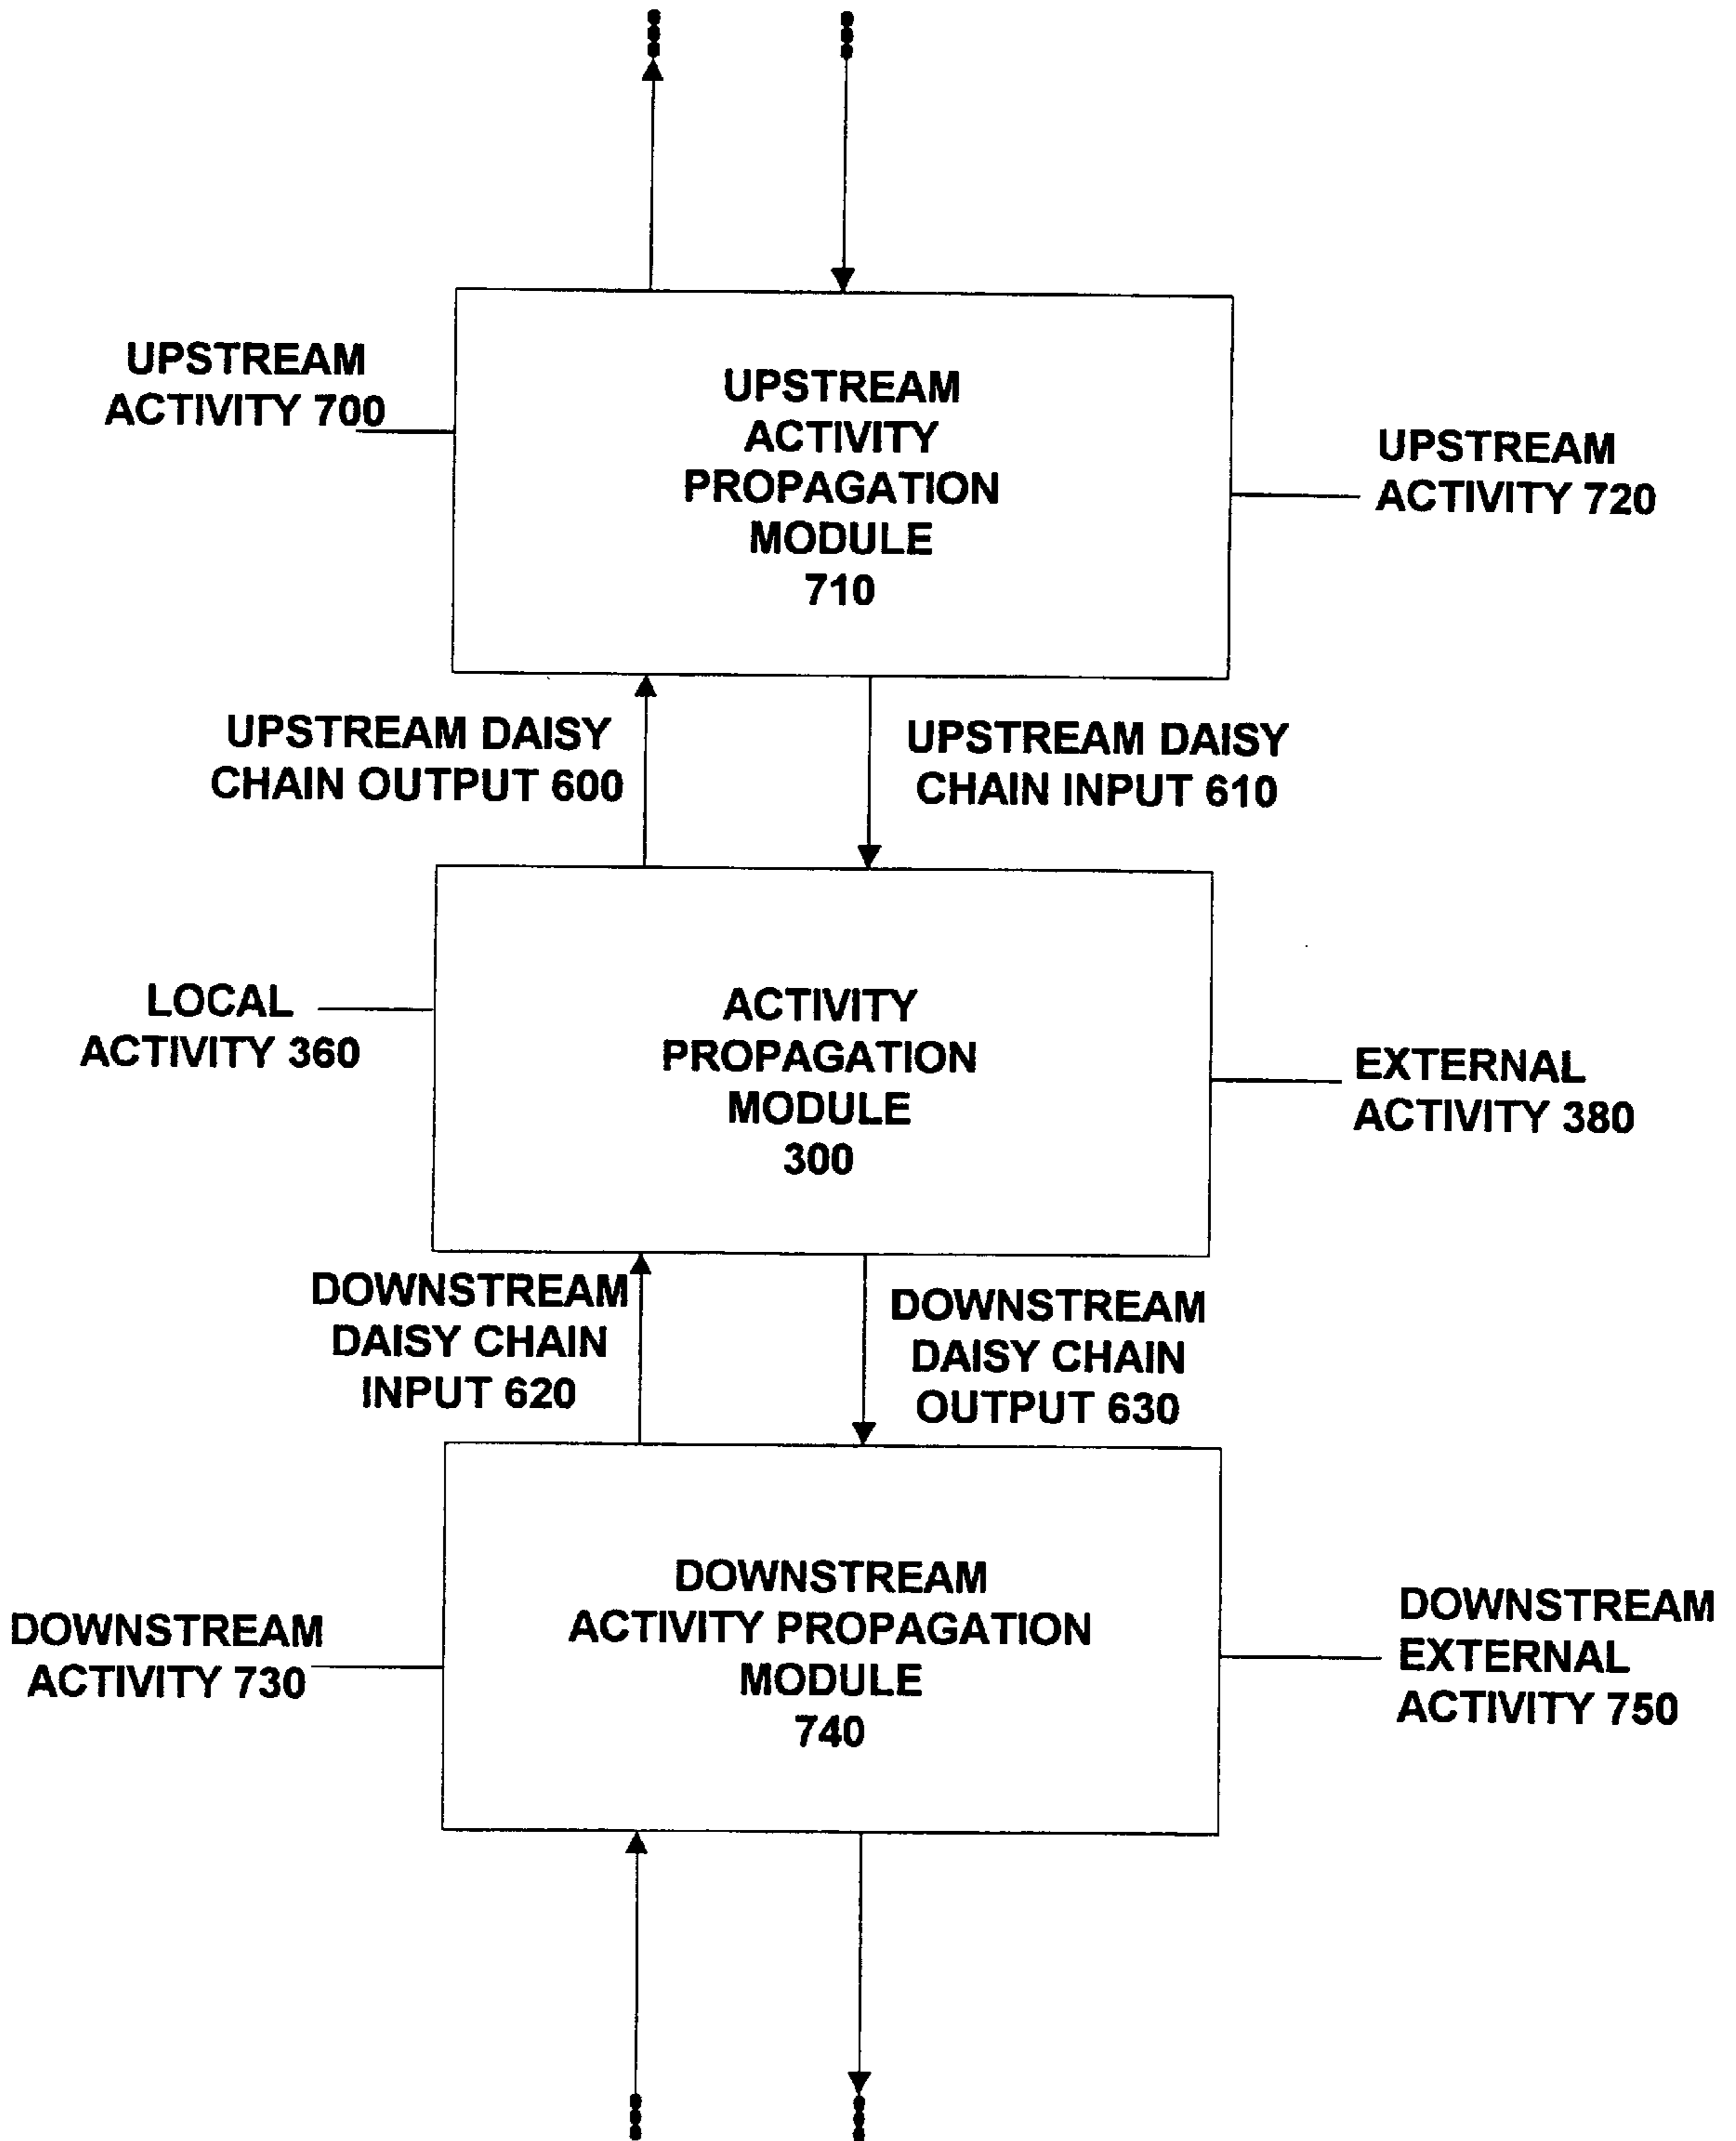 UPSTREAM
ACTIVITY 700
UPSTREAM
ACTIVITY
PROPAGATION
MODULE
710
UPSTREAM
ACTIVITY 720
UPSTREAM DAISY
CHAIN OUTPUT 600
UPSTREAM DAISY
CHAIN INPUT 610
LOCAL
ACTIVITY 360
ACTIVITY
PROPAGATION
MODULE
300
EXTERNAL
ACTIVITY 380
DOWNSTREAM
DAISY CHAIN
INPUT 620
DOWNSTREAM
DAISY CHAIN
OUTPUT 630
DOWNSTREAM
ACTIVITY 730
DOWNSTREAM
ACTIVITY PROPAGATION
MODULE
740
DOWNSTREAM
EXTERNAL
ACTIVITY 750